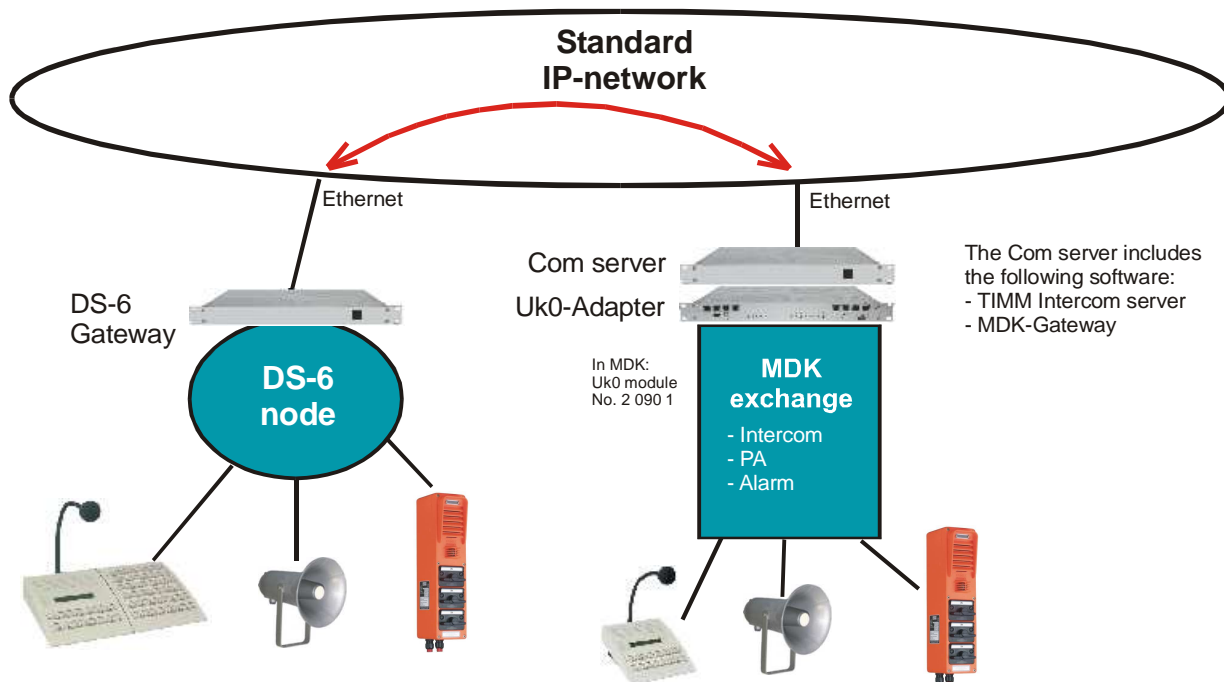 Standard
IP-network
Ethernet
Ethernet
Com server
Uk0-Adapter
The Com server includes
the following software:
- TIMM Intercom server
- MDK-Gateway
DS-6
Gateway
DS-6
node
In MDK:
Uk0 module
No. 2 090 1
MDK
exchange
- Intercom
- PA
- Alarm